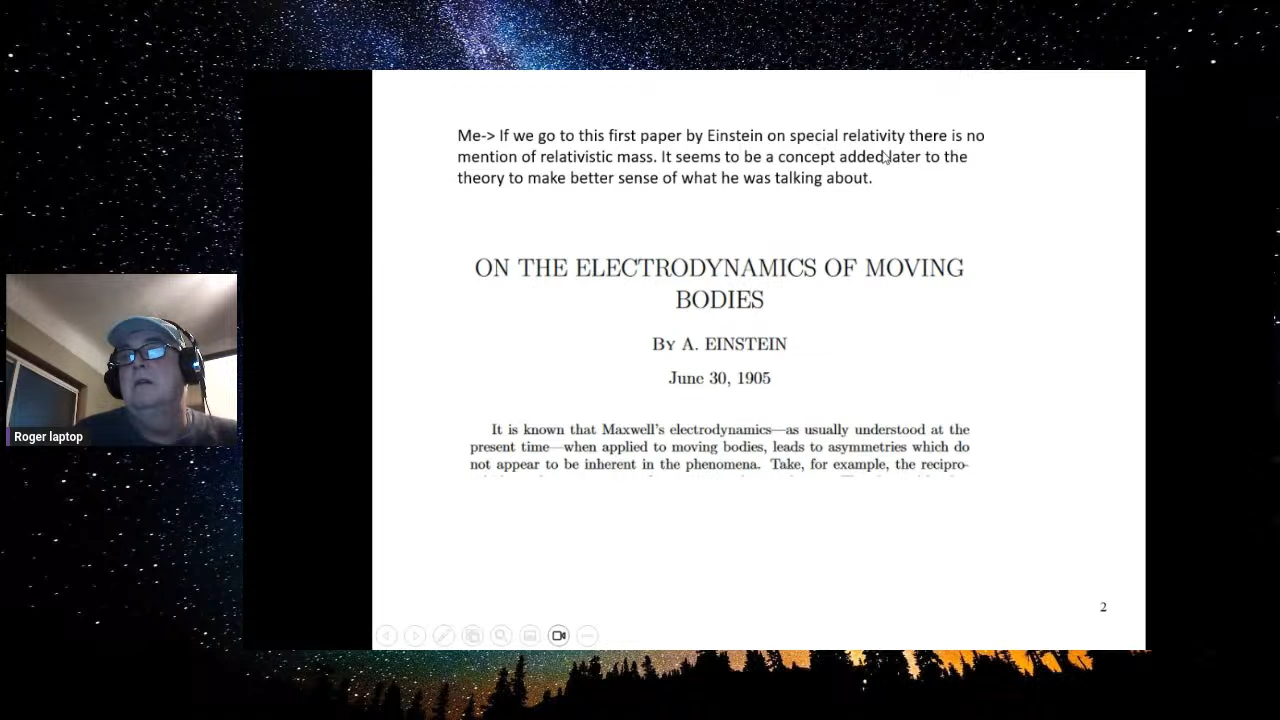 Me-> If we go to this first paper by Einstein on special relativity there is no
mention of relativistic mass. It seems to be a concept added later to the
theory to make better sense of what he was talking about.
ON THE ELECTRODYNAMICS OF MOVING
BODIES
By A. EINSTEIN
June 30, 1905
It is known that Maxwell's electrodynamics—as usually understood at the
present time—when applied to moving bodies, leads to asymmetries which do
not appear to be inherent in the phenomena. Take, for example, the recipro-
Roger laptop
2